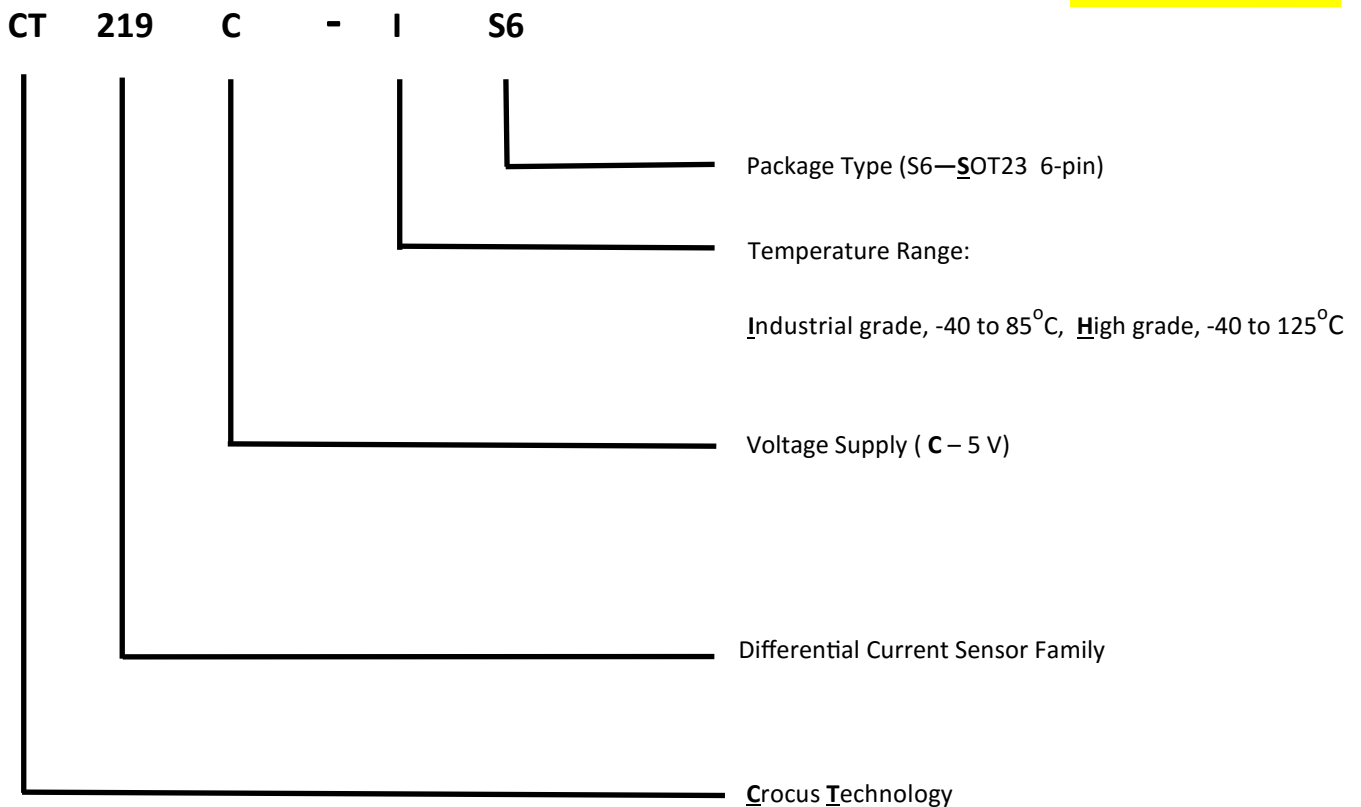 CT 219 C - I S6
Package Type (S6—SOT23 6-pin)
Temperature Range:
Industrial grade, -40 to 85°C, High grade, -40 to 125°C
Voltage Supply ( C – 5 V)
Differential Current Sensor Family
Crocus Technology